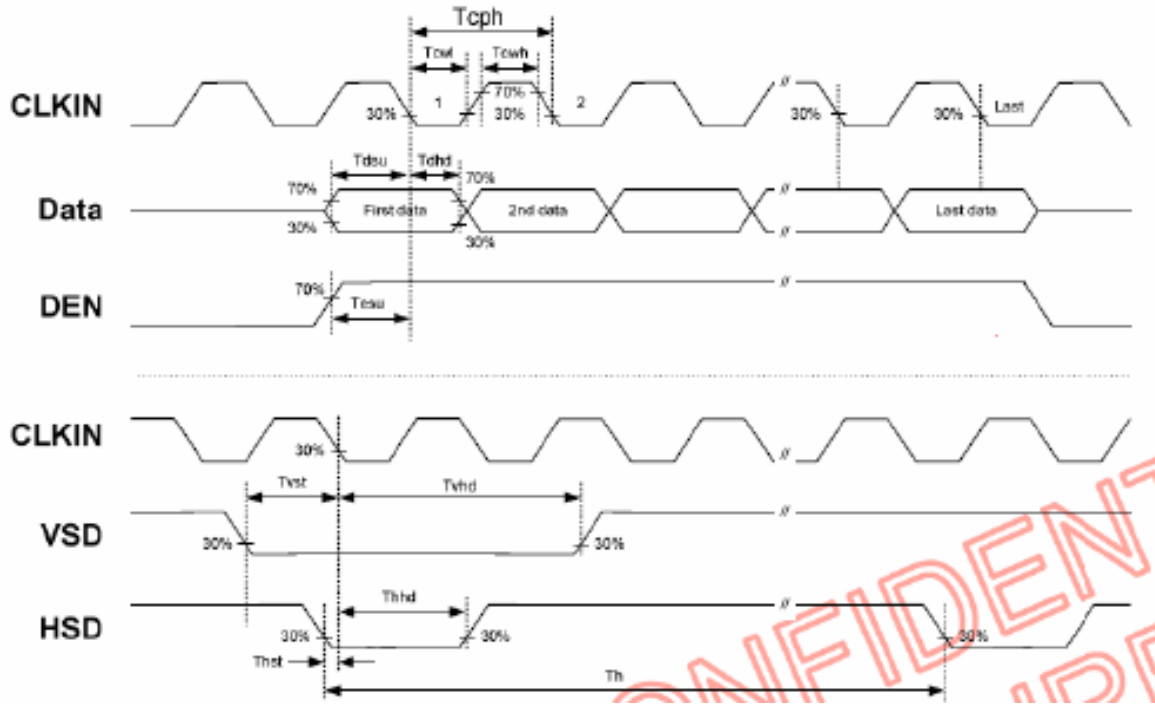 Tcph
Tcwl Tcwh
CLKIN 30% 1 70% 30% 2 // 30% 30% Last
Tdsu Tdhd
70% 70%
Data First data 2nd data // Last data
30% 30%
DEN 70% Tesu //
CLKIN 30% //
Tvst Tvhd
VSD 30% 30% //
Thhd
HSD 30% 30% // 30%
Thst
Th